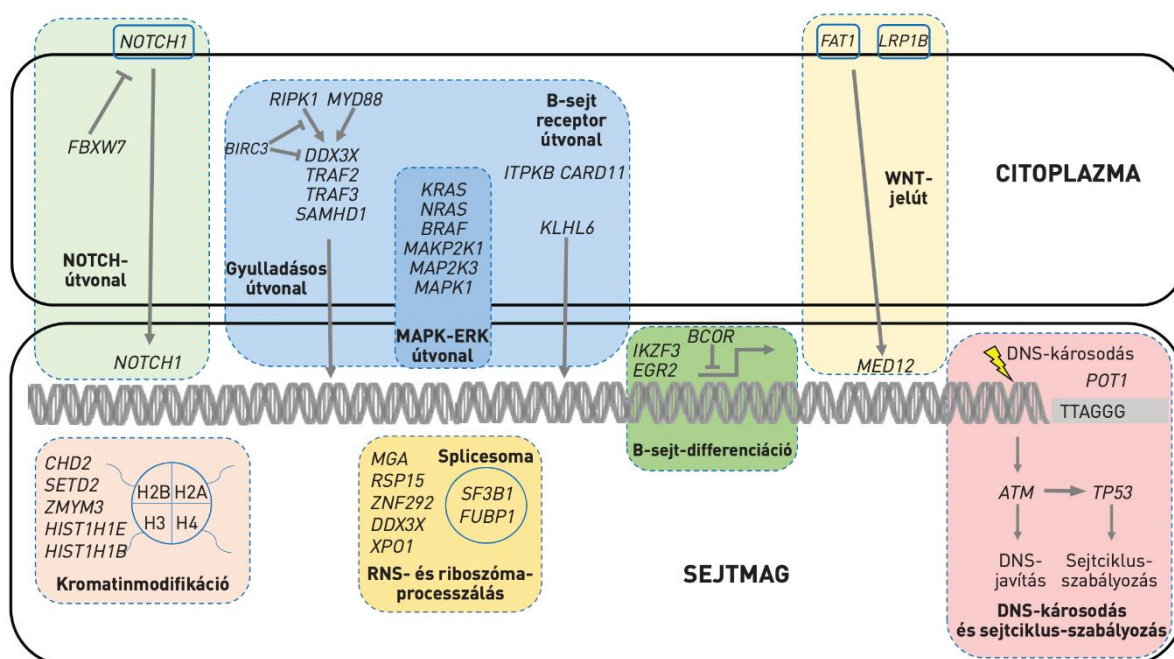 NOTCH1
FBXW7
NOTCH-
útvonal
NOTCH1
RIPK1 MYD88
BIRC3
DDX3X
TRAF2
TRAF3
SAMHD1
Gyulladásos
útvonal
KRAS
NRAS
BRAF
MAKP2K1
MAP2K3
MAPK1
MAPK-ERK
útvonal
B-sejt
receptor
útvonal
ITPKB CARD11
KLHL6
FAT1
LRP1B
WNT-
jelút
MED12
CITOPLAZMA
IKZF3
EGR2
BCOR
B-sejt-differenciáció
DNS-károsodás
POT1
TTAGGG
ATM
TP53
DNS-
javítás
Sejtciklus-
szabályozás
DNS-károsodás
és sejtciklus-szabályozás
CHD2
SETD2
ZMYM3
HIST1H1E
HIST1H1B
H2B H2A
H3 H4
Kromatinmodifikáció
MGA
RSP15
ZNF292
DDX3X
XPO1
Splicesoma
SF3B1
FUBP1
RNS- és riboszóma-
processzálás
SEJTMAG